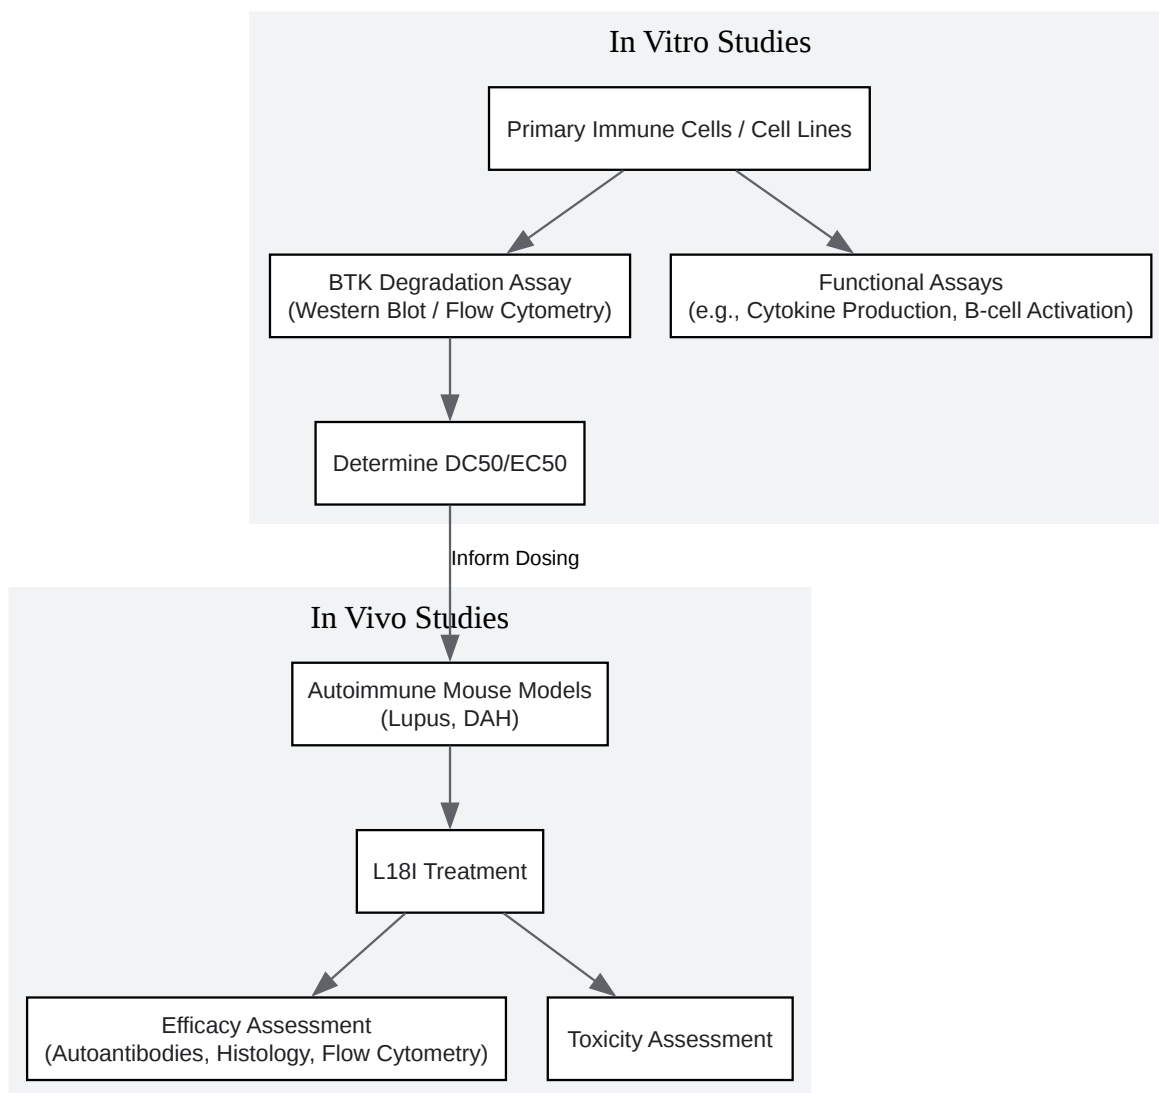 In Vitro Studies
Primary Immune Cells / Cell Lines
BTK Degradation Assay
(Western Blot / Flow Cytometry)
Functional Assays
(e.g., Cytokine Production, B-cell Activation)
Determine DC50/EC50
Inform Dosing
In Vivo Studies
Autoimmune Mouse Models
(Lupus, DAH)
L18I Treatment
Efficacy Assessment
(Autoantibodies, Histology, Flow Cytometry)
Toxicity Assessment